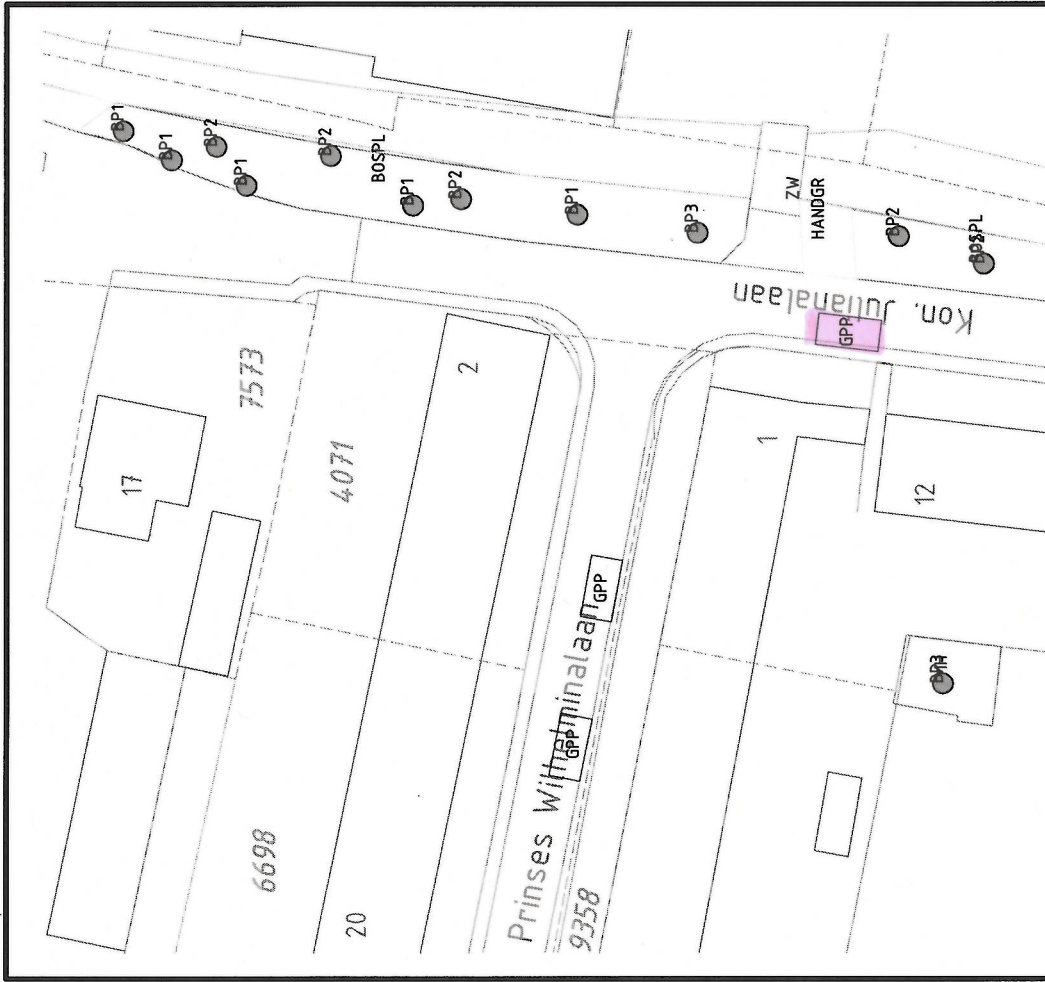 BP1
BP1
BP2
BP1
BP2
BOSPL
BP1
BP2
BP1
BP3
ZW
HANDGR
BP2
BOSPL
Kon. Julianalaan
GPP
7573
17
4071
2
1
12
GPP
Prinses Wilhelminalaan
GPP
6698
20
9358